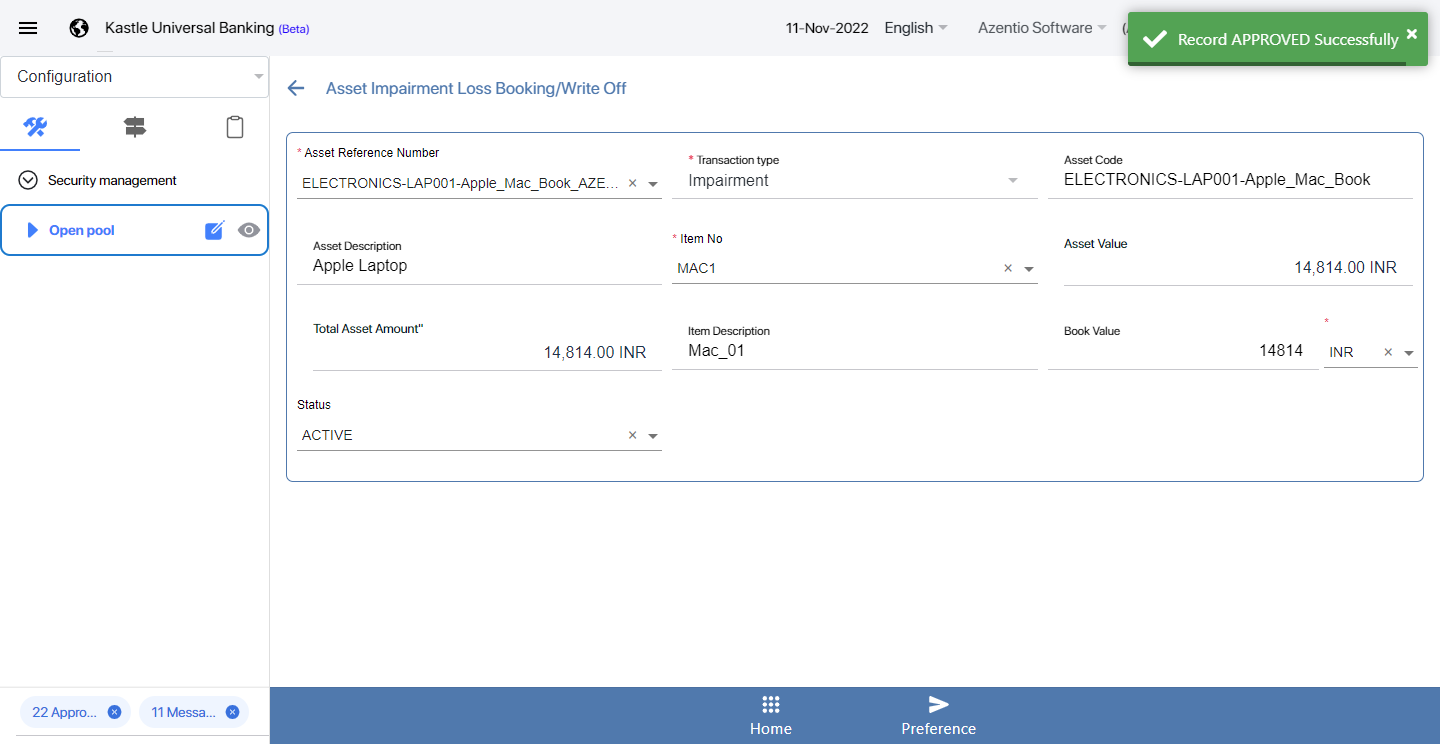 Kastle Universal Banking (Beta)
11-Nov-2022
English
Azentio Software
(
Record APPROVED Successfully
Configuration
Asset Impairment Loss Booking/Write Off
Security management
Open pool
* Asset Reference Number
ELECTRONICS-LAP001-Apple_Mac_Book_AZE...
* Transaction type
Impairment
Asset Code
ELECTRONICS-LAP001-Apple_Mac_Book
Asset Description
Apple Laptop
* Item No
MAC1
Asset Value
14,814.00 INR
Total Asset Amount"
14,814.00 INR
Item Description
Mac_01
Book Value
14814
*
INR
Status
ACTIVE
22 Appro...
11 Messa...
Home
Preference